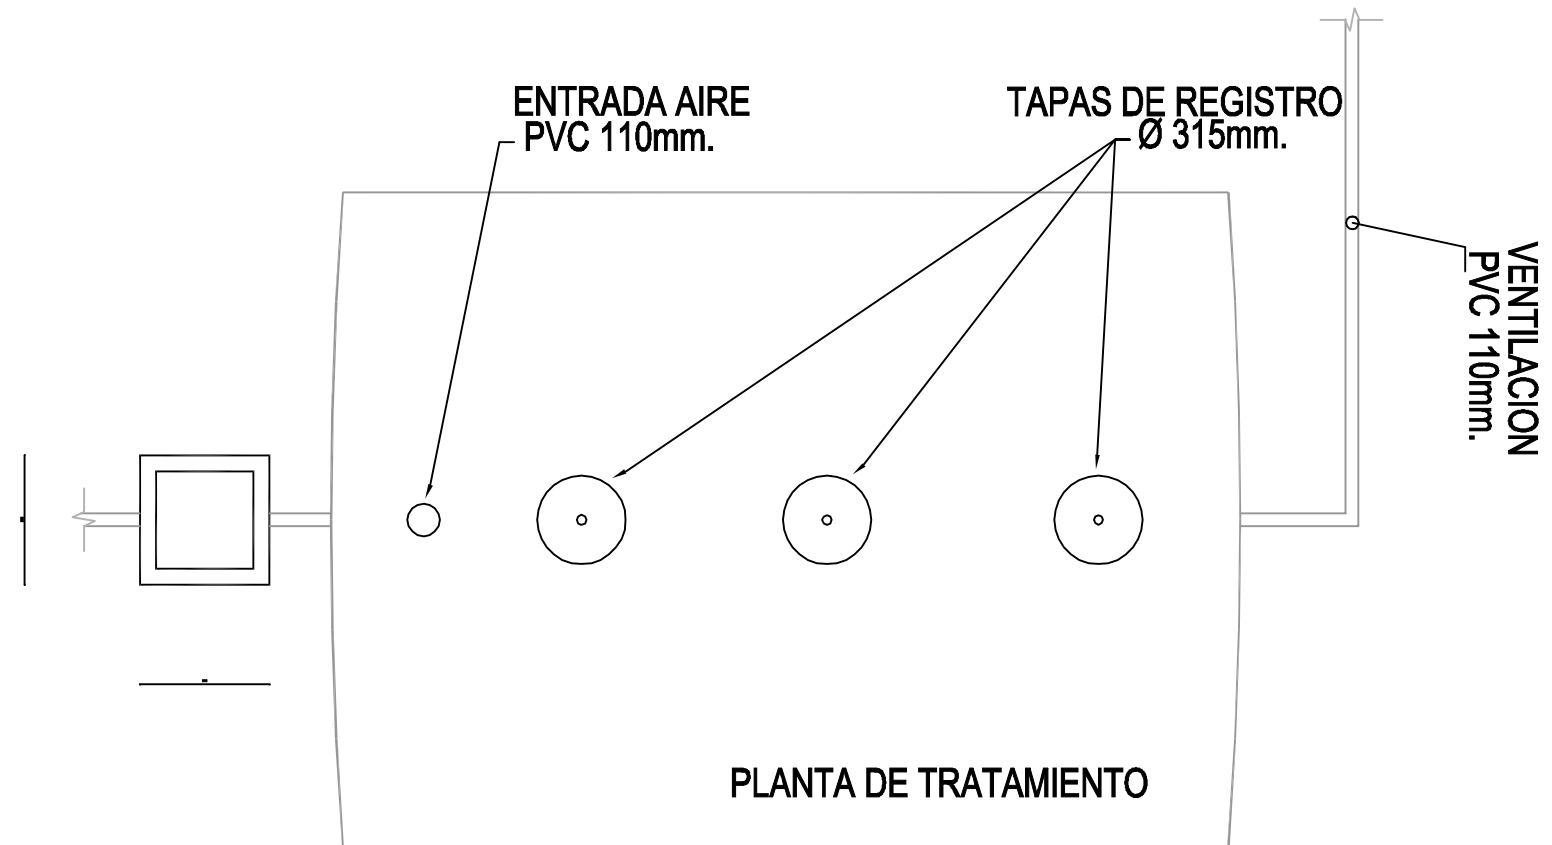 ENTRADA AIRE
PVC 110mm.
TAPAS DE REGISTRO
Ø 315mm.
VENTILACION
PVC 110mm.
PLANTA DE TRATAMIENTO